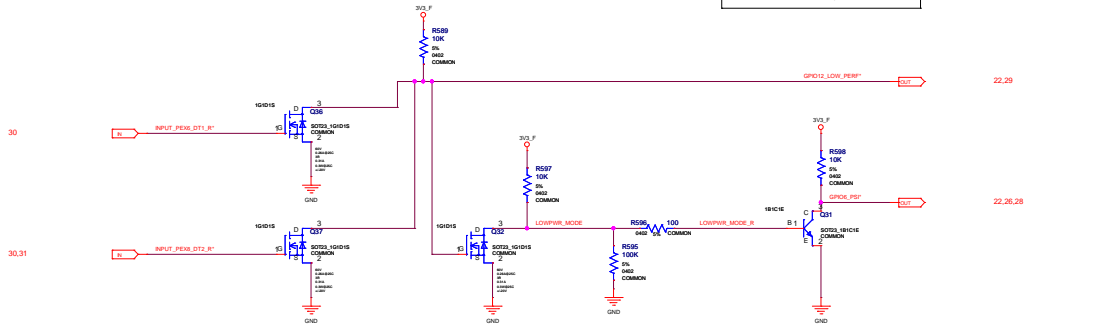 3V3_F
R589
10K
5%
0402
COMMON
GPIO12_LOW_PERF*
OUT
22,29
1G1D1S
D
3
Q36
30
IN
INPUT_PEX6_DT1_R*
1G
S
2
SOT23_1G1D1S
COMMON
GND
3V3_F
R597
10K
5%
0402
COMMON
3V3_F
R598
10K
5%
0402
COMMON
GPIO6_PSI*
OUT
22,26,28
1G1D1S
D
3
Q37
30,31
IN
INPUT_PEX8_DT2_R*
1G
S
2
SOT23_1G1D1S
COMMON
GND
1G1D1S
D
3
Q32
1G
S
2
SOT23_1G1D1S
COMMON
GND
LOWPWR_MODE
R596
100
0402
5%
COMMON
LOWPWR_MODE_R
R595
100K
5%
0402
COMMON
GND
1B1C1E
C
3
Q31
B
1
E
2
SOT23_1B1C1E
COMMON
GND